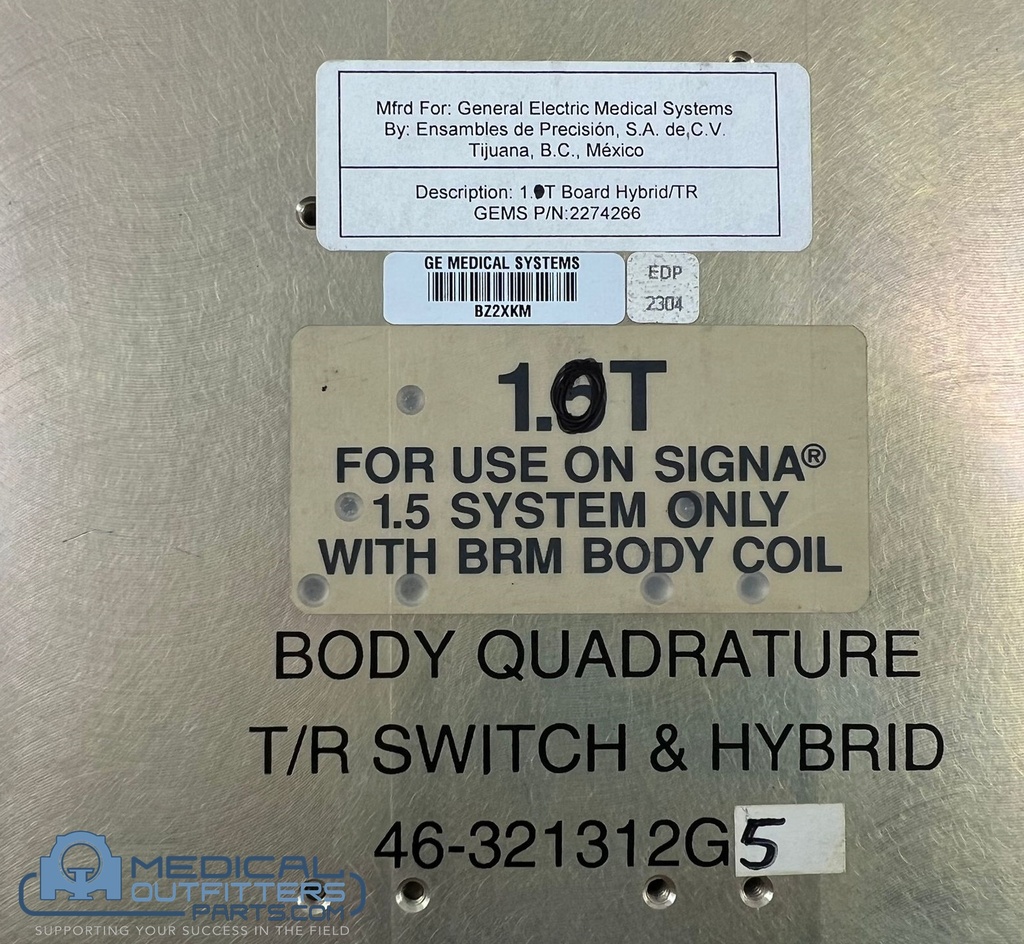 Mfrd For: General Electric Medical Systems
By: Ensambles de Precisión, S.A. de,C.V.
Tijuana, B.C., México
Description: 1.0T Board Hybrid/TR
GEMS P/N:2274266
GE MEDICAL SYSTEMS
BZ2XKM
EDP
2304
1.0T
FOR USE ON SIGNA®
1.5 SYSTEM ONLY
WITH BRM BODY COIL
BODY QUADRATURE
T/R SWITCH & HYBRID
46-321312G5
MEDICAL
OUTFITTERS
PARTS.COM
SUPPORTING YOUR SUCCESS IN THE FIELD